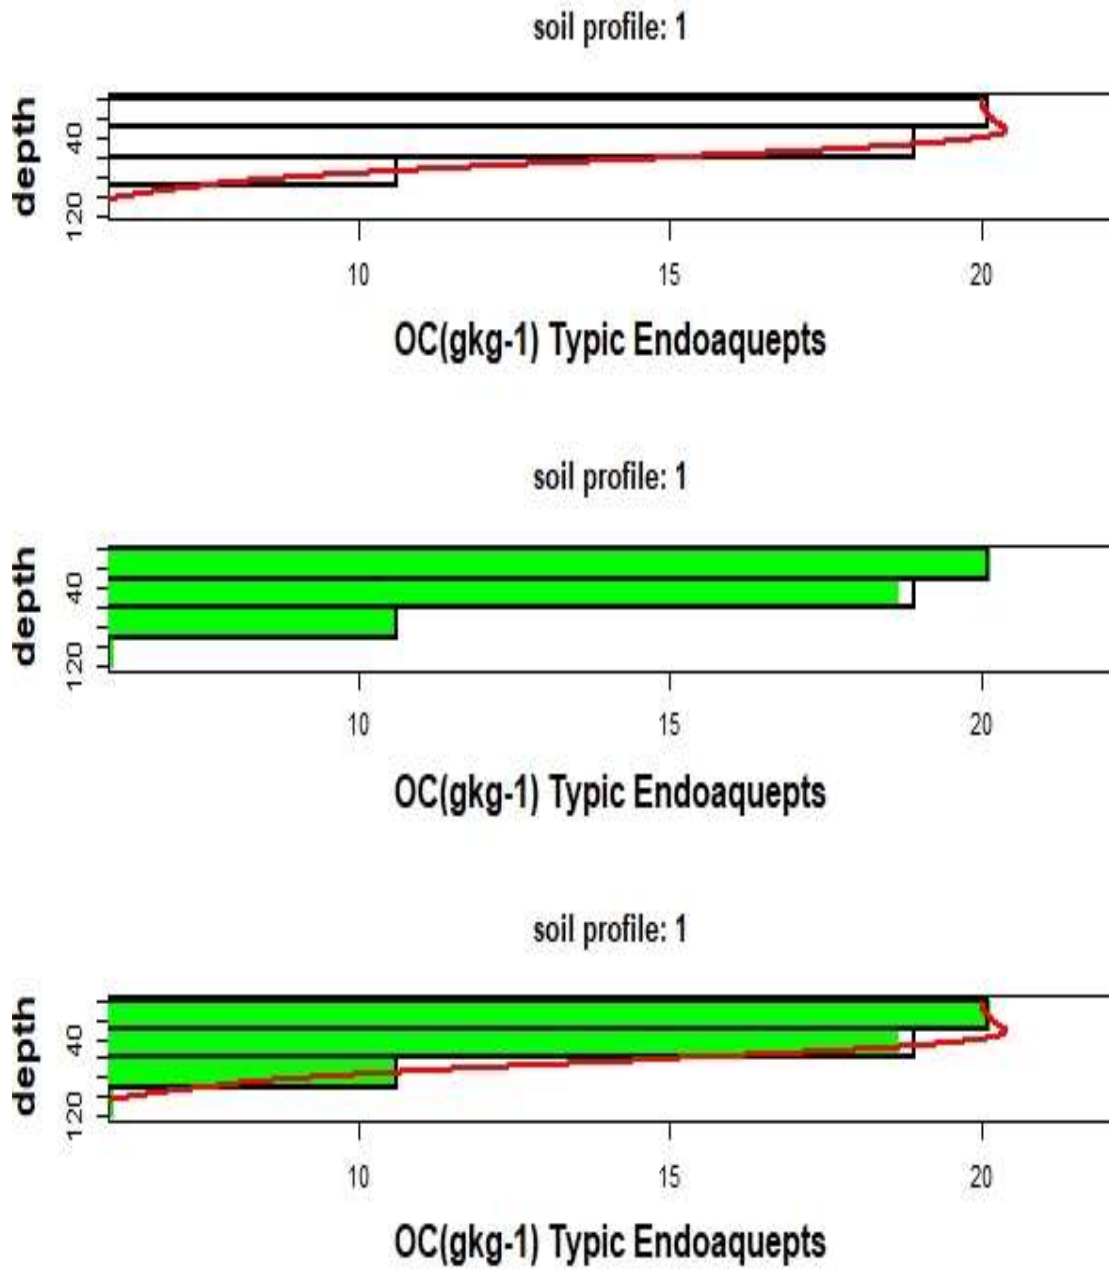 soil profile: 1
depth
40
120
10 15 20
OC(gkg-1) Typic Endoaquepts
soil profile: 1
depth
40
120
10 15 20
OC(gkg-1) Typic Endoaquepts
soil profile: 1
depth
40
120
10 15 20
OC(gkg-1) Typic Endoaquepts